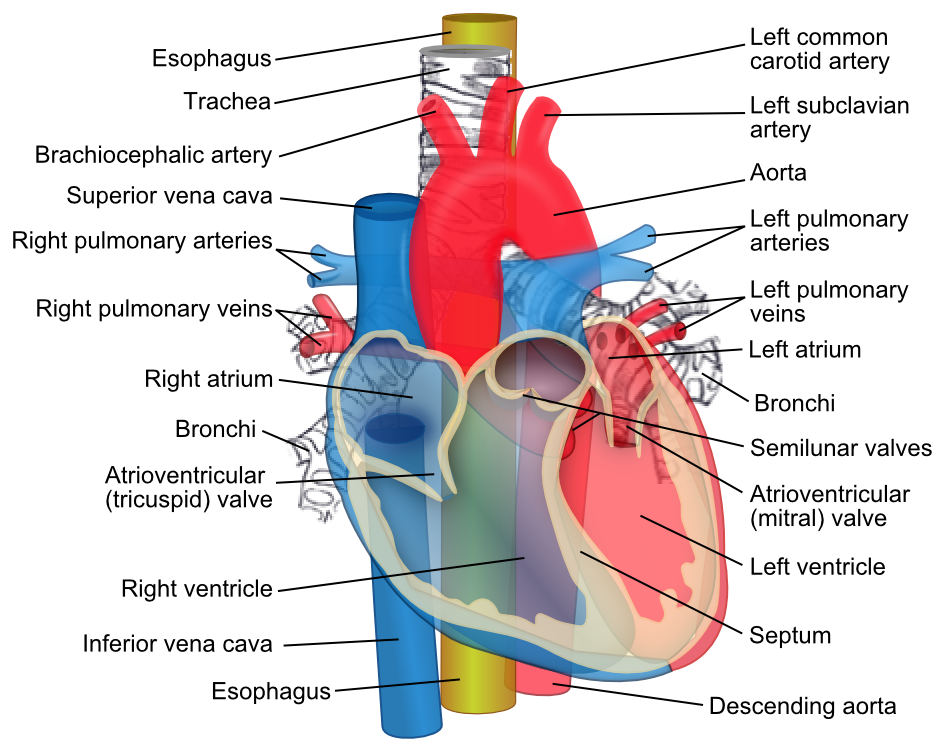 Esophagus
Trachea
Brachiocephalic artery
Superior vena cava
Right pulmonary arteries
Right pulmonary veins
Right atrium
Bronchi
Atrioventricular
(tricuspid) valve
Right ventricle
Inferior vena cava
Esophagus
Left common
carotid artery
Left subclavian
artery
Aorta
Left pulmonary
arteries
Left pulmonary
veins
Left atrium
Bronchi
Semilunar valves
Atrioventricular
(mitral) valve
Left ventricle
Septum
Descending aorta